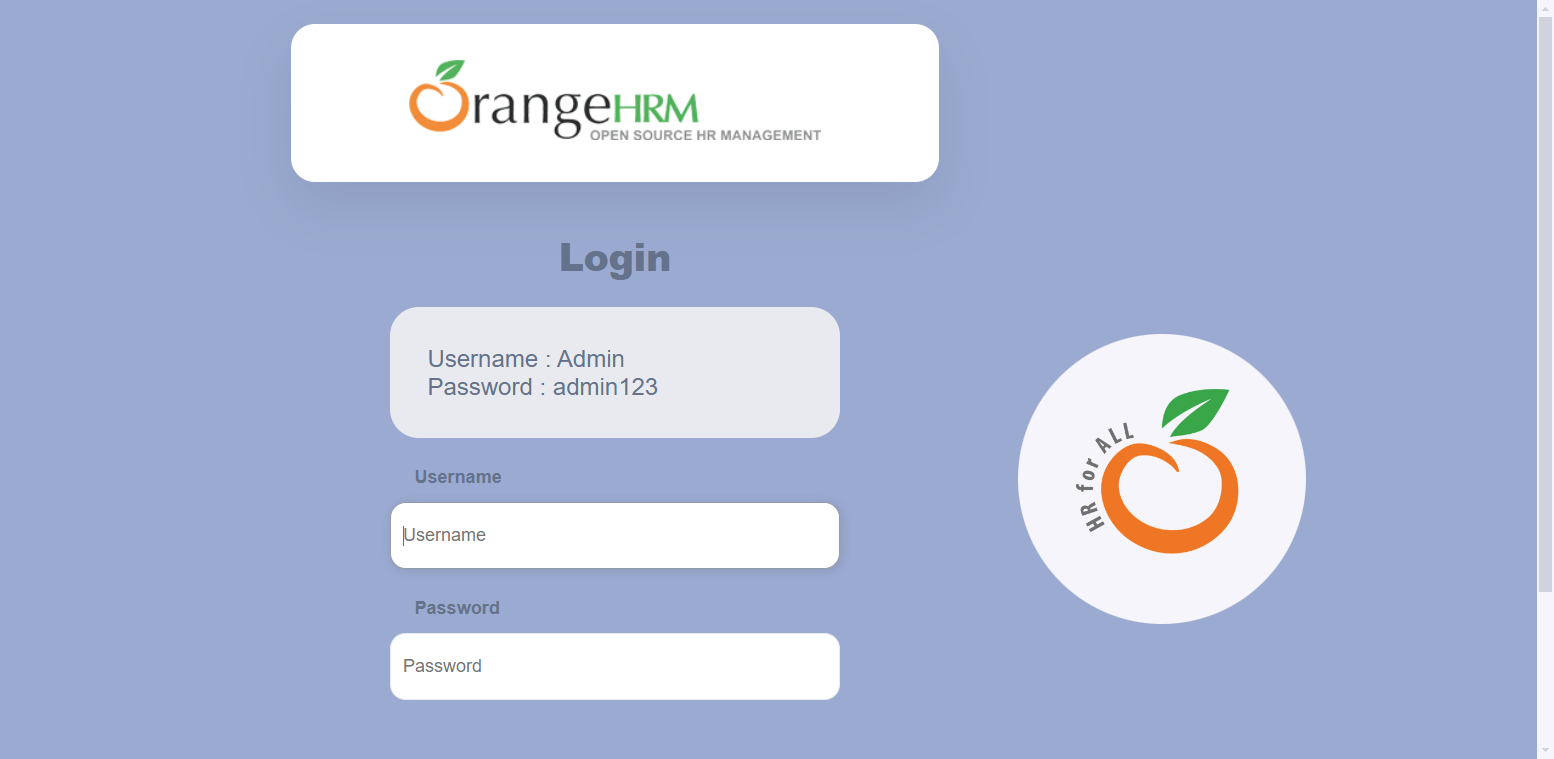 OrangeHRM
OPEN SOURCE HR MANAGEMENT
Login
Username : Admin
Password : admin123
Username
Username
Password
Password
HR for ALL